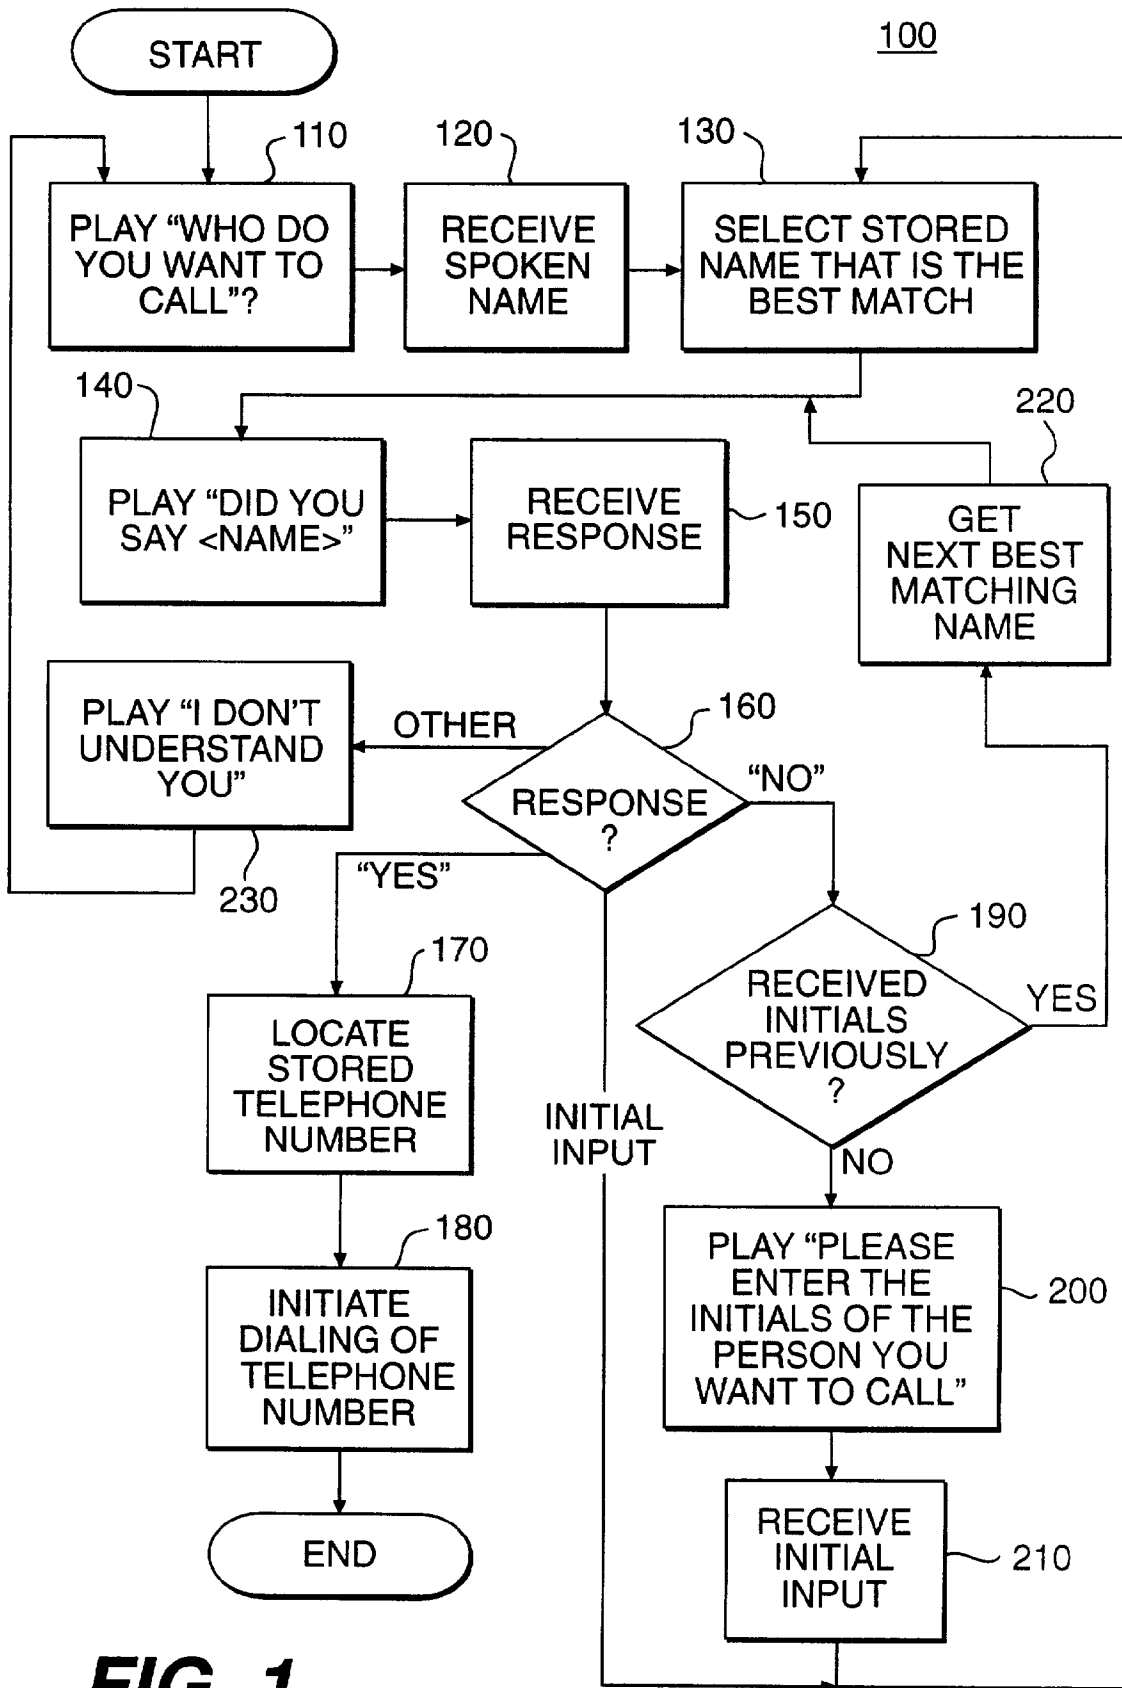 START
100
110
120
130
PLAY “WHO DO
YOU WANT TO
CALL”?
RECEIVE
SPOKEN
NAME
SELECT STORED
NAME THAT IS THE
BEST MATCH
140
220
PLAY “DID YOU
SAY <NAME>”
RECEIVE
RESPONSE
150
GET
NEXT BEST
MATCHING
NAME
PLAY “I DON'T
UNDERSTAND
YOU”
230
OTHER
160
RESPONSE
?
“NO”
“YES”
190
RECEIVED
INITIALS
PREVIOUSLY
?
YES
NO
170
LOCATE
STORED
TELEPHONE
NUMBER
INITIAL
INPUT
180
INITIATE
DIALING OF
TELEPHONE
NUMBER
PLAY “PLEASE
ENTER THE
INITIALS OF THE
PERSON YOU
WANT TO CALL”
200
END
RECEIVE
INITIAL
INPUT
210
FIG. 1